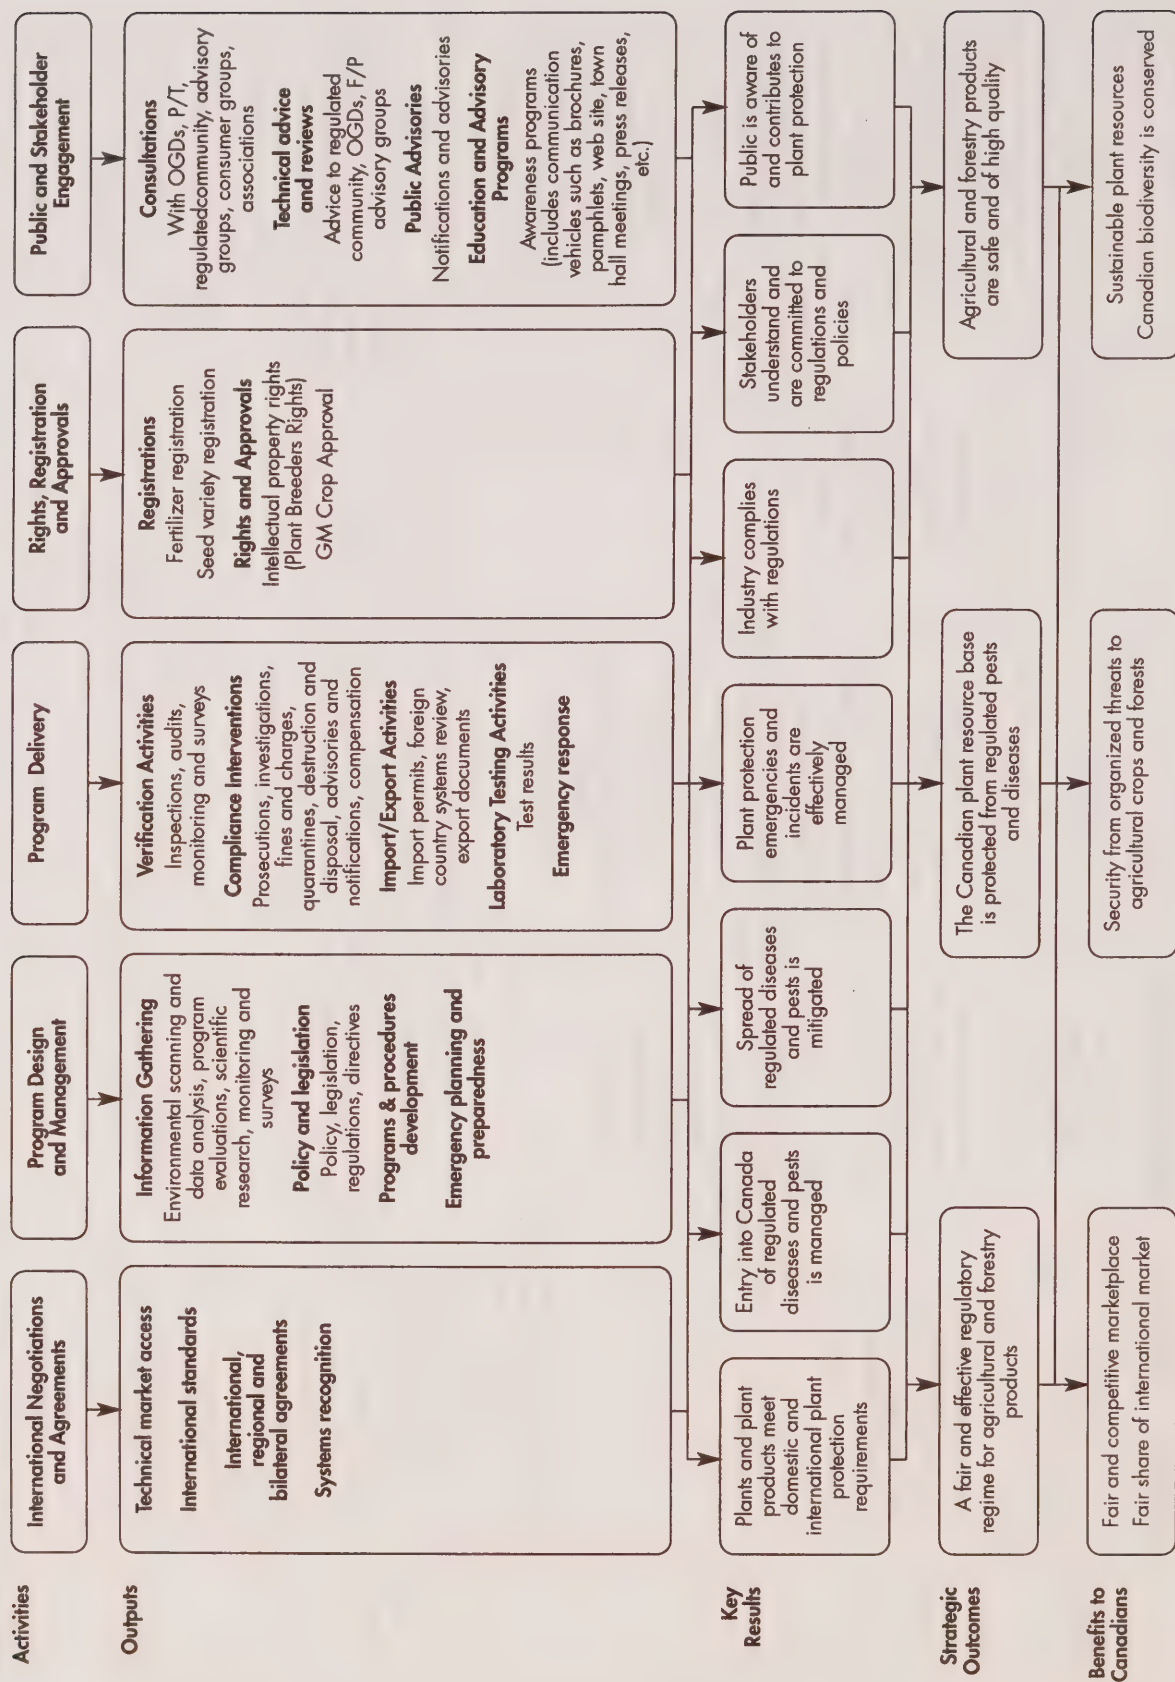 Activities
International Negotiations
and Agreements
Program Design
and Management
Program Delivery
Rights, Registration
and Approvals
Public and Stakeholder
Engagement
Outputs
Technical market access
International standards
International,
regional and
bilateral agreements
Systems recognition
Information Gathering
Environmental scanning and
data analysis, program
evaluations, scientific
research, monitoring and
surveys
Policy and legislation
Policy, legislation,
regulations, directives
Programs & procedures
development
Emergency planning and
preparedness
Verification Activities
Inspections, audits,
monitoring and surveys
Compliance Interventions
Prosecutions, investigations,
fines and charges,
quarantines, destruction and
disposal, advisories and
notifications, compensation
Import/Export Activities
Import permits, foreign
country systems review,
export documents
Laboratory Testing Activities
Test results
Emergency response
Registrations
Fertilizer registration
Seed variety registration
Rights and Approvals
Intellectual property rights
(Plant Breeders Rights)
GM Crop Approval
Consultations
With OGDs, P/T,
regulatedcommunity, advisory
groups, consumer groups,
associations
Technical advice
and reviews
Advice to regulated
community, OGDs, F/P
advisory groups
Public Advisories
Notifications and advisories
Education and Advisory
Programs
Awareness programs
(includes communication
vehicles such as brochures,
pamphlets, web site, town
hall meetings, press releases,
etc.)
Key
Results
Plants and plant
products meet
domestic and
international plant
protection
requirements
Entry into Canada
of regulated
diseases and pests
is managed
Spread of
regulated diseases
and pests is
mitigated
Plant protection
emergencies and
incidents are
effectively
managed
Industry complies
with regulations
Stakeholders
understand and
are committed to
regulations and
policies
Public is aware of
and contributes to
plant protection
Strategic
Outcomes
A fair and effective regulatory
regime for agricultural and forestry
products
The Canadian plant resource base
is protected from regulated pests
and diseases
Agricultural and forestry products
are safe and of high quality
Benefits to
Canadians
Fair and competitive marketplace
Fair share of international market
Security from organized threats to
agricultural crops and forests
Sustainable plant resources
Canadian biodiversity is conserved